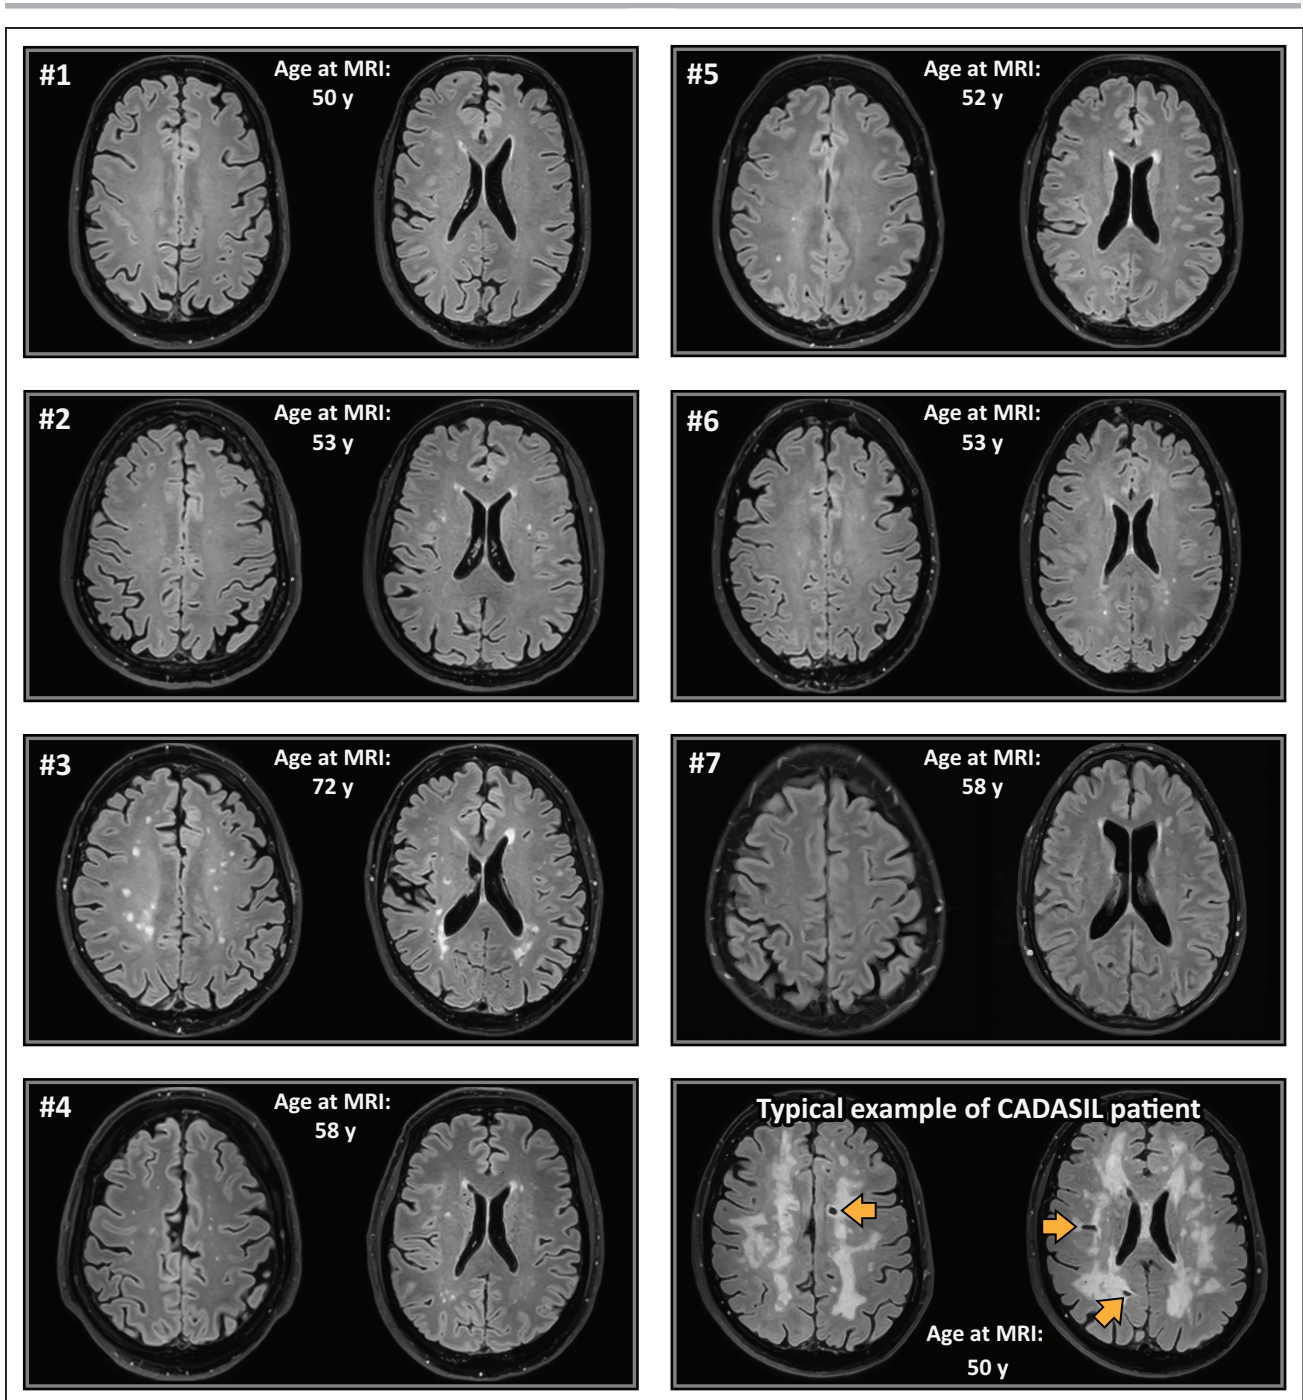 #1
Age at MRI:
50 y
#5
Age at MRI:
52 y
#2
Age at MRI:
53 y
#6
Age at MRI:
53 y
#3
Age at MRI:
72 y
#7
Age at MRI:
58 y
#4
Age at MRI:
58 y
Typical example of CADASIL patient
Age at MRI:
50 y